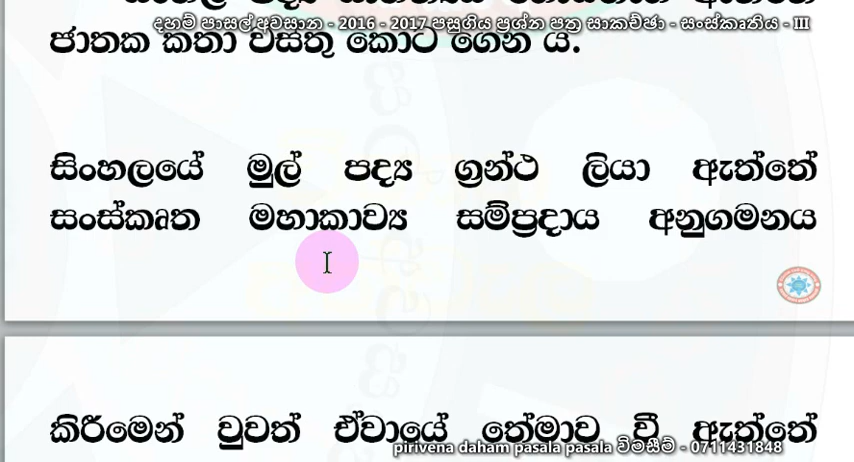 දහම් පාසල් අවසාන - 2016 - 2017 පසුගිය ප්‍රශ්න පත්‍ර සාකච්ඡා - සංස්කෘතිය - III
ජාතක කතා වස්තු කොට ගෙන ය.
සිංහලයේ මුල් පද්‍ය ග්‍රන්ථ ලියා ඇත්තේ
සංස්කෘත මහාකාව්‍ය සම්ප්‍රදාය අනුගමනය
කිරීමෙන් වුවත් ඒවායේ තේමාව වී ඇත්තේ
pirivena daham pasala pasala විමසීම් - 0711431848